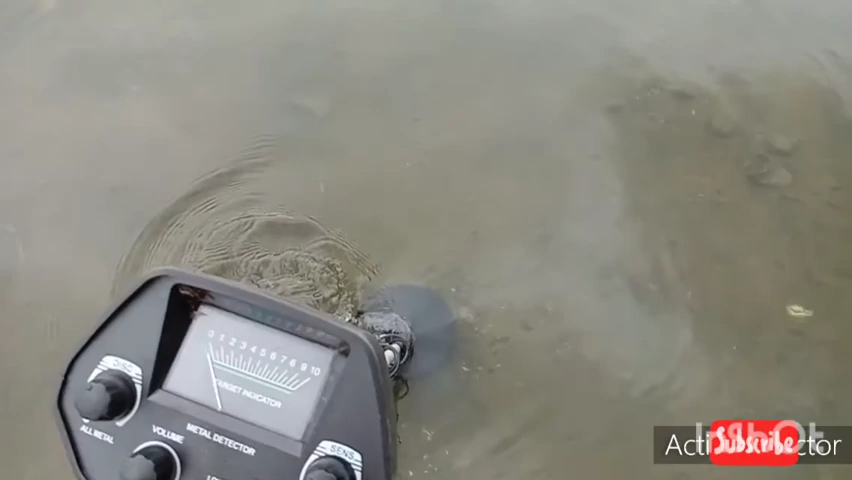 0 1 2 3 4 5 6 7 8 9 10
TARGET INDICATOR
DISC
ALL METAL
VOLUME
METAL DETECTOR
SENS
Subscribe